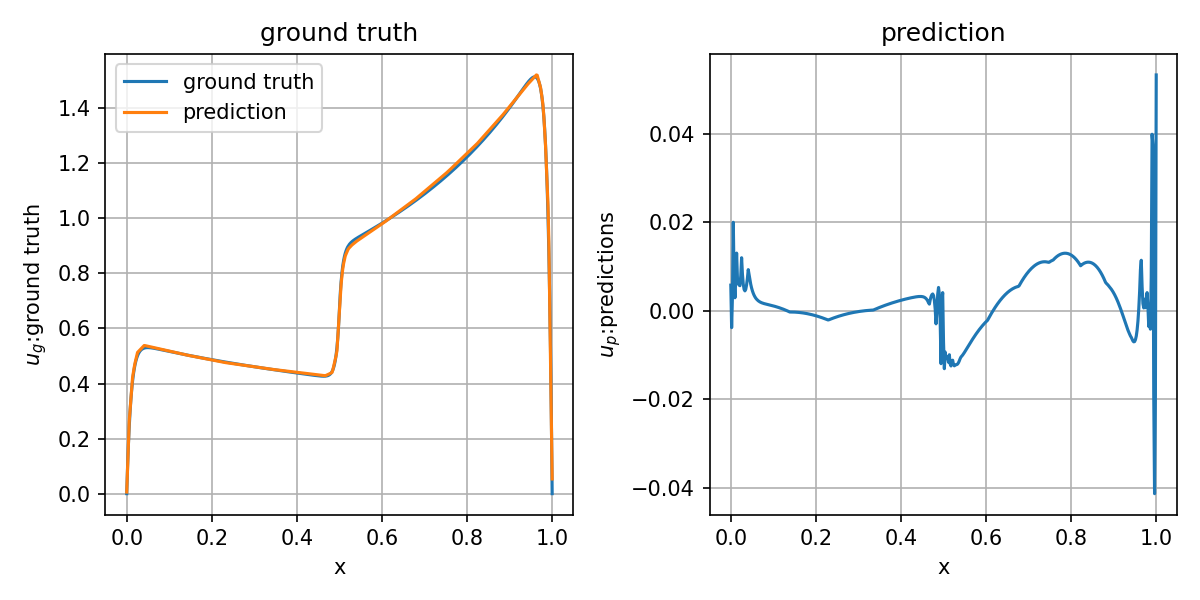 ground truth
ground truth
prediction
u_g:ground truth
1.4
1.2
1.0
0.8
0.6
0.4
0.2
0.0
0.0 0.2 0.4 0.6 0.8 1.0
x
prediction
u_p:predictions
0.04
0.02
0.00
−0.02
−0.04
0.0 0.2 0.4 0.6 0.8 1.0
x